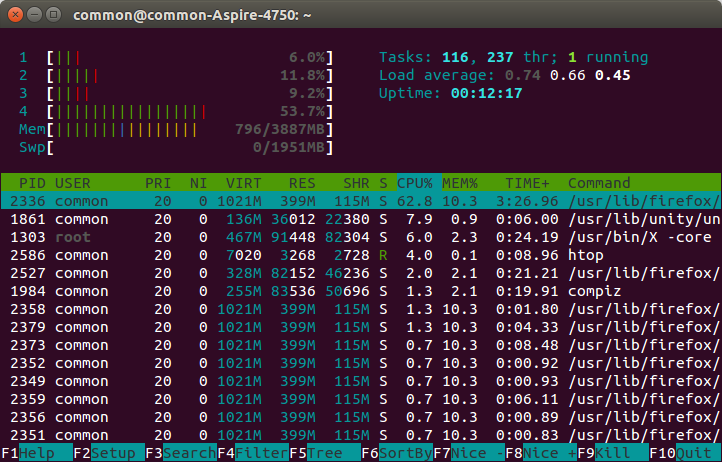 common@common-Aspire-4750: ~
1 [||| 6.0%] Tasks: 116, 237 thr; 1 running
2 [||||| 11.8%] Load average: 0.74 0.66 0.45
3 [|||| 9.2%] Uptime: 00:12:17
4 [||||||||||||||||| 53.7%]
Mem[|||||||||||||||| 796/3887MB]
Swp[ 0/1951MB]
PID USER PRI NI VIRT RES SHR S CPU% MEM% TIME+ Command
2336 common 20 0 1021M 399M 115M S 62.8 10.3 3:26.96 /usr/lib/firefox/
1861 common 20 0 136M 36012 22380 S 7.9 0.9 0:06.00 /usr/lib/unity/un
1303 root 20 0 467M 91448 82304 S 6.0 2.3 0:24.19 /usr/bin/X -core
2586 common 20 0 7020 3268 2728 R 4.0 0.1 0:08.96 htop
2527 common 20 0 328M 82152 46236 S 2.0 2.1 0:21.21 /usr/lib/firefox/
1984 common 20 0 255M 83536 50696 S 1.3 2.1 0:19.91 compiz
2358 common 20 0 1021M 399M 115M S 1.3 10.3 0:01.80 /usr/lib/firefox/
2379 common 20 0 1021M 399M 115M S 1.3 10.3 0:04.33 /usr/lib/firefox/
2373 common 20 0 1021M 399M 115M S 0.7 10.3 0:08.48 /usr/lib/firefox/
2352 common 20 0 1021M 399M 115M S 0.7 10.3 0:00.92 /usr/lib/firefox/
2349 common 20 0 1021M 399M 115M S 0.7 10.3 0:00.93 /usr/lib/firefox/
2359 common 20 0 1021M 399M 115M S 0.7 10.3 0:06.11 /usr/lib/firefox/
2356 common 20 0 1021M 399M 115M S 0.7 10.3 0:00.89 /usr/lib/firefox/
2351 common 20 0 1021M 399M 115M S 0.7 10.3 0:00.83 /usr/lib/firefox/
F1Help F2Setup F3SearchF4FilterF5Tree F6SortByF7Nice -F8Nice +F9Kill F10Quit